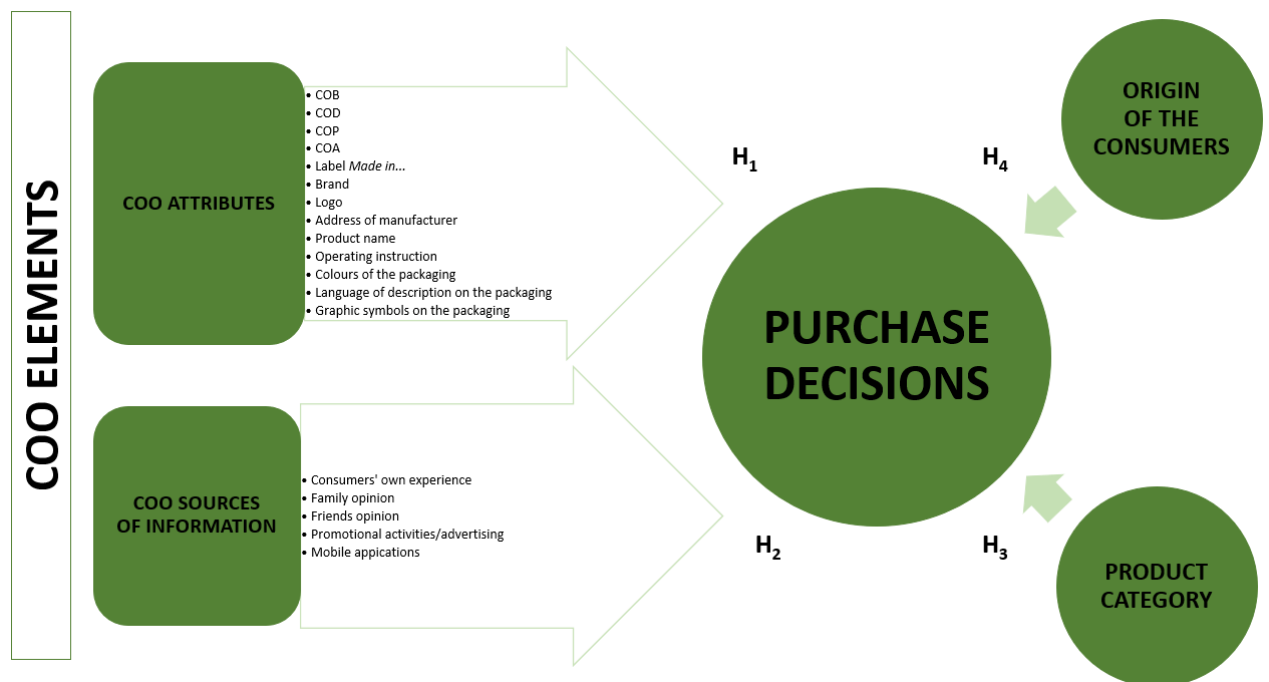 COO ELEMENTS
COO ATTRIBUTES
• COB
• COD
• COP
• COA
• Label Made in...
• Brand
• Logo
• Address of manufacturer
• Product name
• Operating instruction
• Colours of the packaging
• Language of description on the packaging
• Graphic symbols on the packaging
COO SOURCES
OF INFORMATION
• Consumers' own experience
• Family opinion
• Friends opinion
• Promotional activities/advertising
• Mobile appications
H1
H2
PURCHASE
DECISIONS
H4
H3
ORIGIN
OF THE
CONSUMERS
PRODUCT
CATEGORY